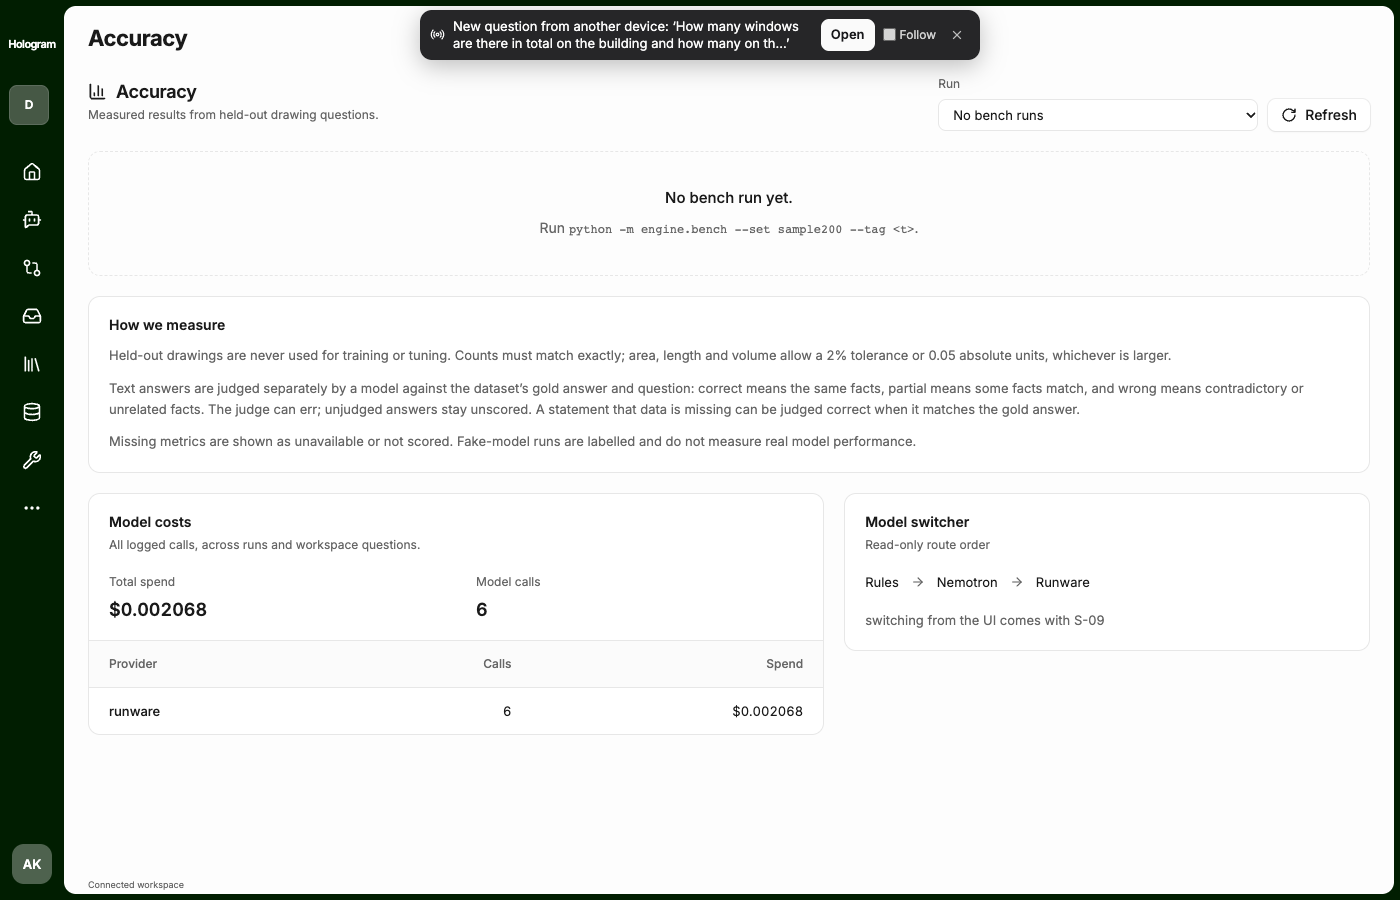 Hologram
D
AK
Accuracy
New question from another device: ‘How many windows
are there in total on the building and how many on th…’
Open
Follow
Accuracy
Measured results from held-out drawing questions.
Run
No bench runs
Refresh
No bench run yet.
Run python -m engine.bench --set sample200 --tag <t>.
How we measure
Held-out drawings are never used for training or tuning. Counts must match exactly; area, length and volume allow a 2% tolerance or 0.05 absolute units, whichever is larger.
Text answers are judged separately by a model against the dataset’s gold answer and question: correct means the same facts, partial means some facts match, and wrong means contradictory or
unrelated facts. The judge can err; unjudged answers stay unscored. A statement that data is missing can be judged correct when it matches the gold answer.
Missing metrics are shown as unavailable or not scored. Fake-model runs are labelled and do not measure real model performance.
Model costs
All logged calls, across runs and workspace questions.
Total spend Model calls
$0.002068 6
Provider Calls Spend
runware 6 $0.002068
Model switcher
Read-only route order
Rules → Nemotron → Runware
switching from the UI comes with S-09
Connected workspace